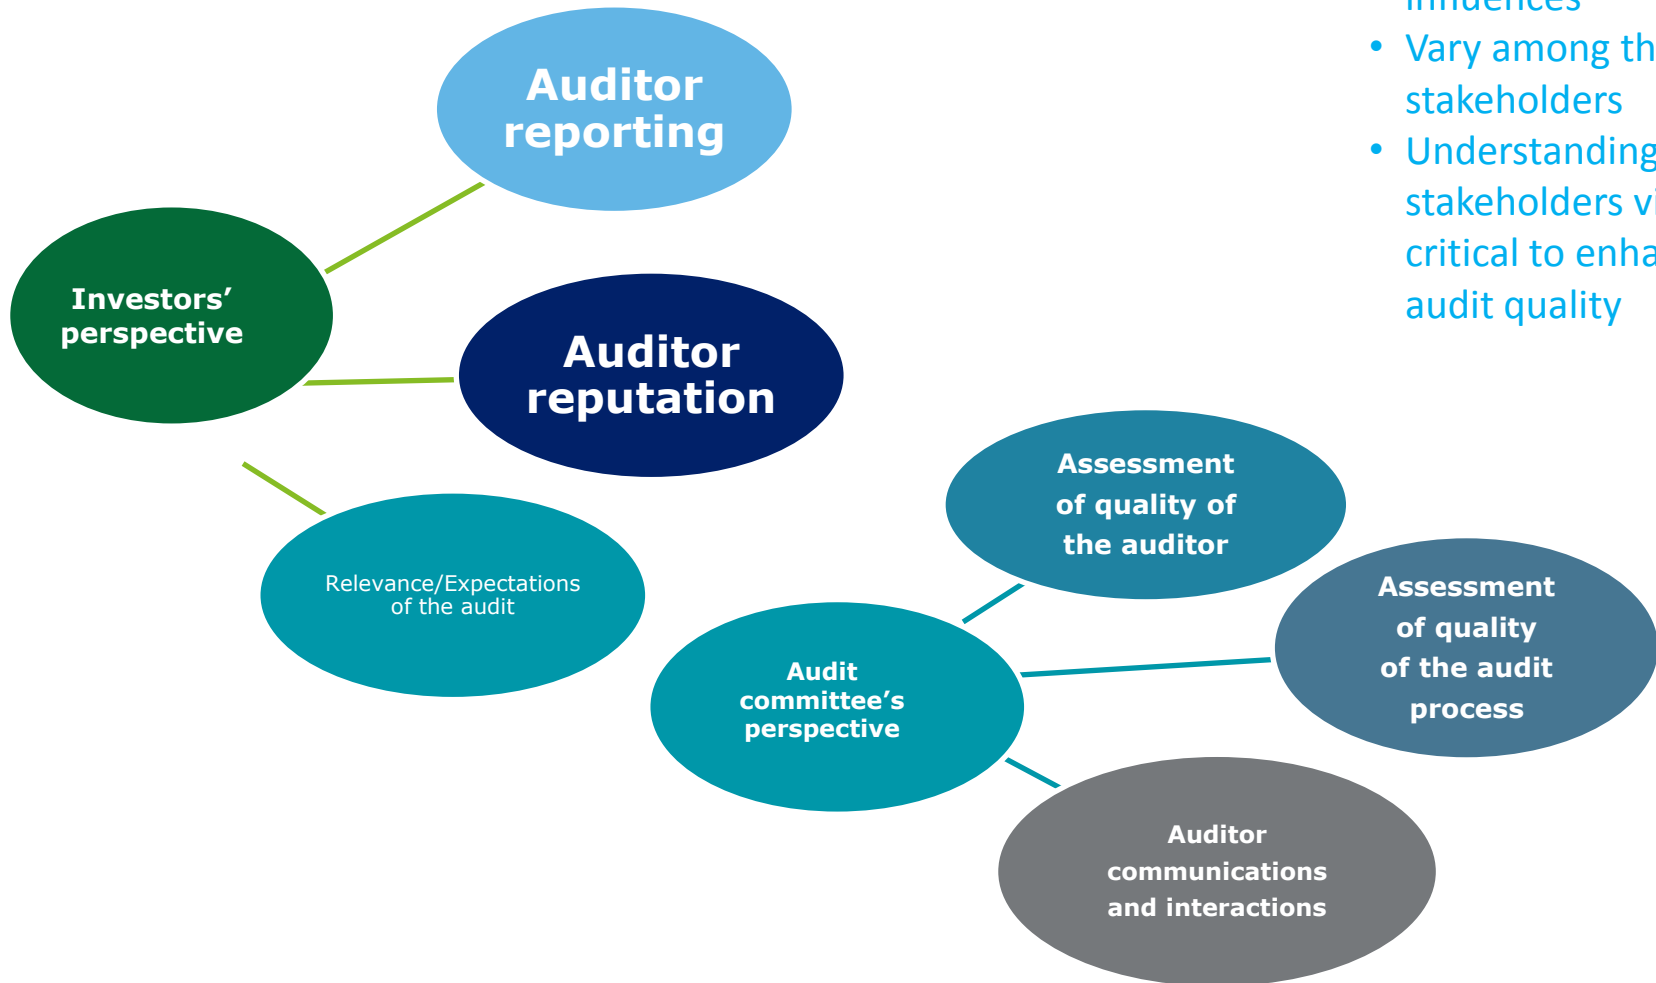 influences
• Vary among th
stakeholders
• Understanding
stakeholders vi
critical to enha
audit quality
Auditor
reporting
Investors’
perspective
Auditor
reputation
Relevance/Expectations
of the audit
Assessment
of quality of
the auditor
Assessment
of quality
of the audit
process
Audit
committee’s
perspective
Auditor
communications
and interactions